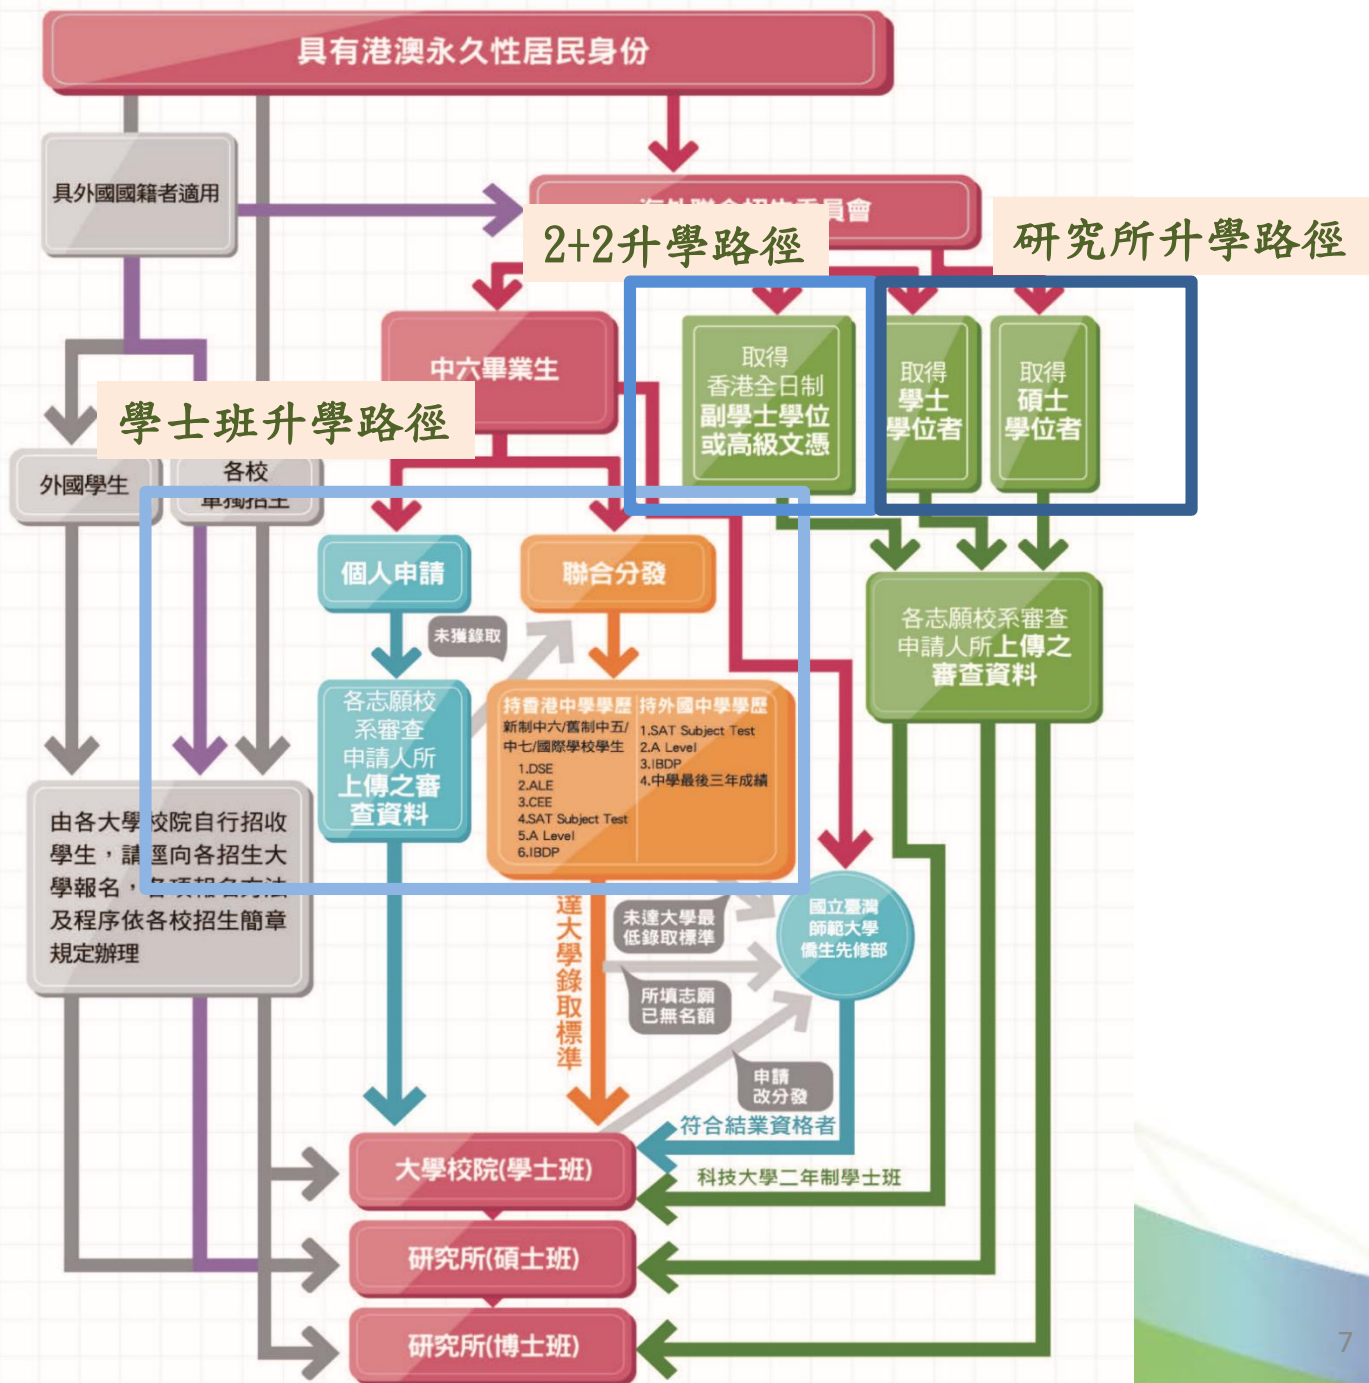 具有港澳永久性居民身份
具外國國籍者適用
2+2升學路徑
研究所升學路徑
中六畢業生
取得
香港全日制
副學士學位
或高級文憑
取得
學士
學位者
取得
碩士
學位者
學士班升學路徑
外國學生
各校
單獨招生
個人申請
聯合分發
未獲錄取
各志願校系審查
申請人所上傳之
審查資料
各志願校
系審查
申請人所
上傳之審
查資料
持香港中學學歷
新制中六/舊制中五/
中七/國際學校學生
1.DSE
2.ALE
3.CEE
4.SAT Subject Test
5.A Level
6.IBDP
持外國中學學歷
1.SAT Subject Test
2.A Level
3.IBDP
4.中學最後三年成績
由各大學校院自行招收
學生，請逕向各招生大
學報名，各項報名方法
及程序依各校招生簡章
規定辦理
達大學錄取標準
未達大學最
低錄取標準
國立臺灣
師範大學
僑生先修部
所填志願
已無名額
申請
改分發
符合結業資格者
大學校院(學士班)
科技大學二年制學士班
研究所(碩士班)
研究所(博士班)
7